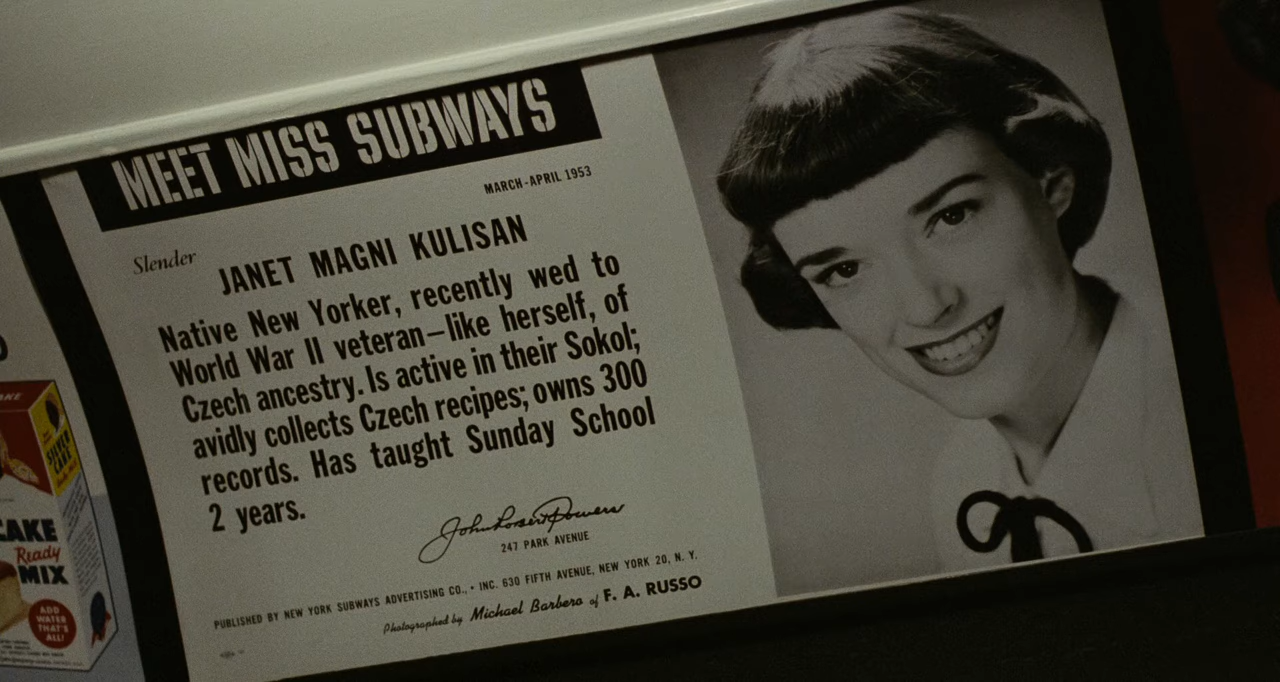 MEET MISS SUBWAYS
MARCH-APRIL 1953
Slender
JANET MAGNI KULISAN
Native New Yorker, recently wed to
World War II veteran—like herself, of
Czech ancestry. Is active in their Sokol;
avidly collects Czech recipes; owns 300
records. Has taught Sunday School
2 years.
John Robert Powers
247 PARK AVENUE
PUBLISHED BY NEW YORK SUBWAYS ADVERTISING CO., • INC. 630 FIFTH AVENUE, NEW YORK 20, N. Y.
Photographed by Michael Barbero of F. A. RUSSO
CAKE
SILVER
CAKE
CAKE
Ready
MIX
ADD
WATER
THAT'S
ALL!